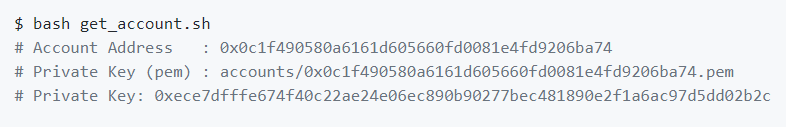 $ bash get_account.sh
# Account Address   : 0x0c1f490580a6161d605660fd0081e4fd9206ba74
# Private Key (pem) : accounts/0x0c1f490580a6161d605660fd0081e4fd9206ba74.pem
# Private Key: 0xece7dfffe674f40c22ae24e06ec890b90277bec481890e2f1a6ac97d5dd02b2c